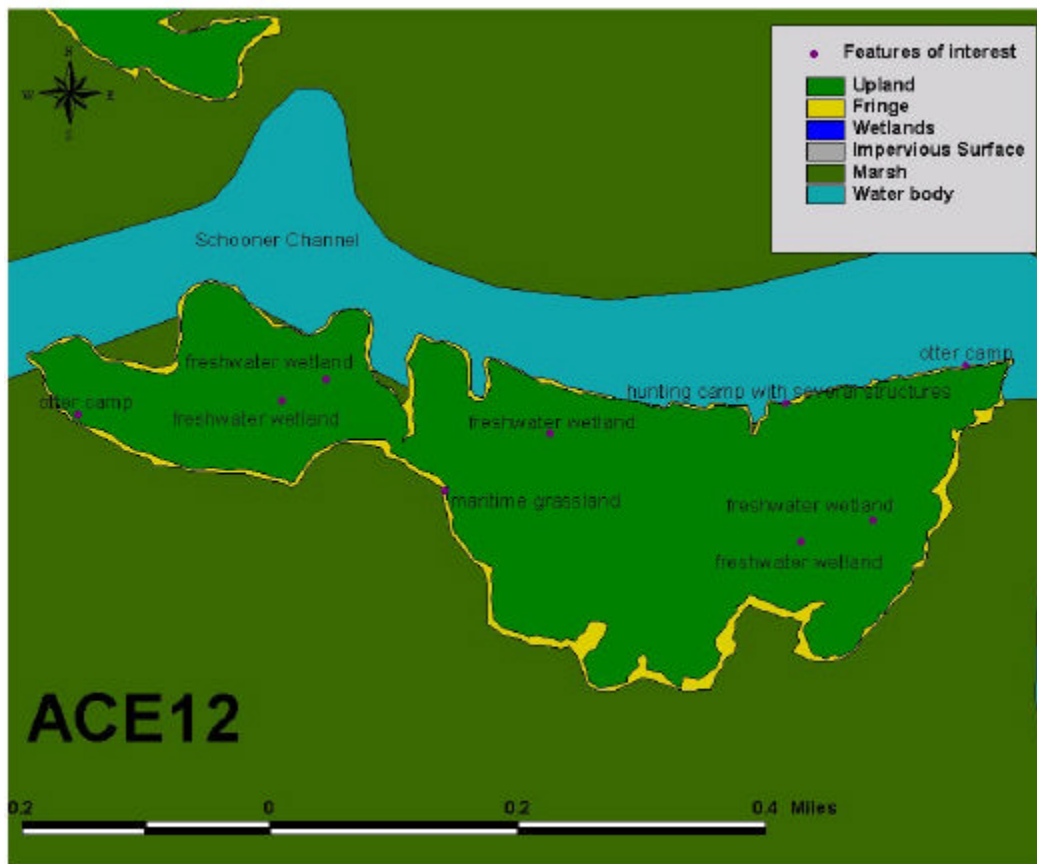 Features of interest
Upland
Fringe
Wetlands
Impervious Surface
Marsh
Water body
N
W E
S
Schooner Channel
otter camp
freshwater wetland
hunting camp with several structures
otter camp
freshwater wetland
freshwater wetland
maritime grassland
freshwater wetland
freshwater wetland
ACE12
0.2 0 0.2 0.4 Miles